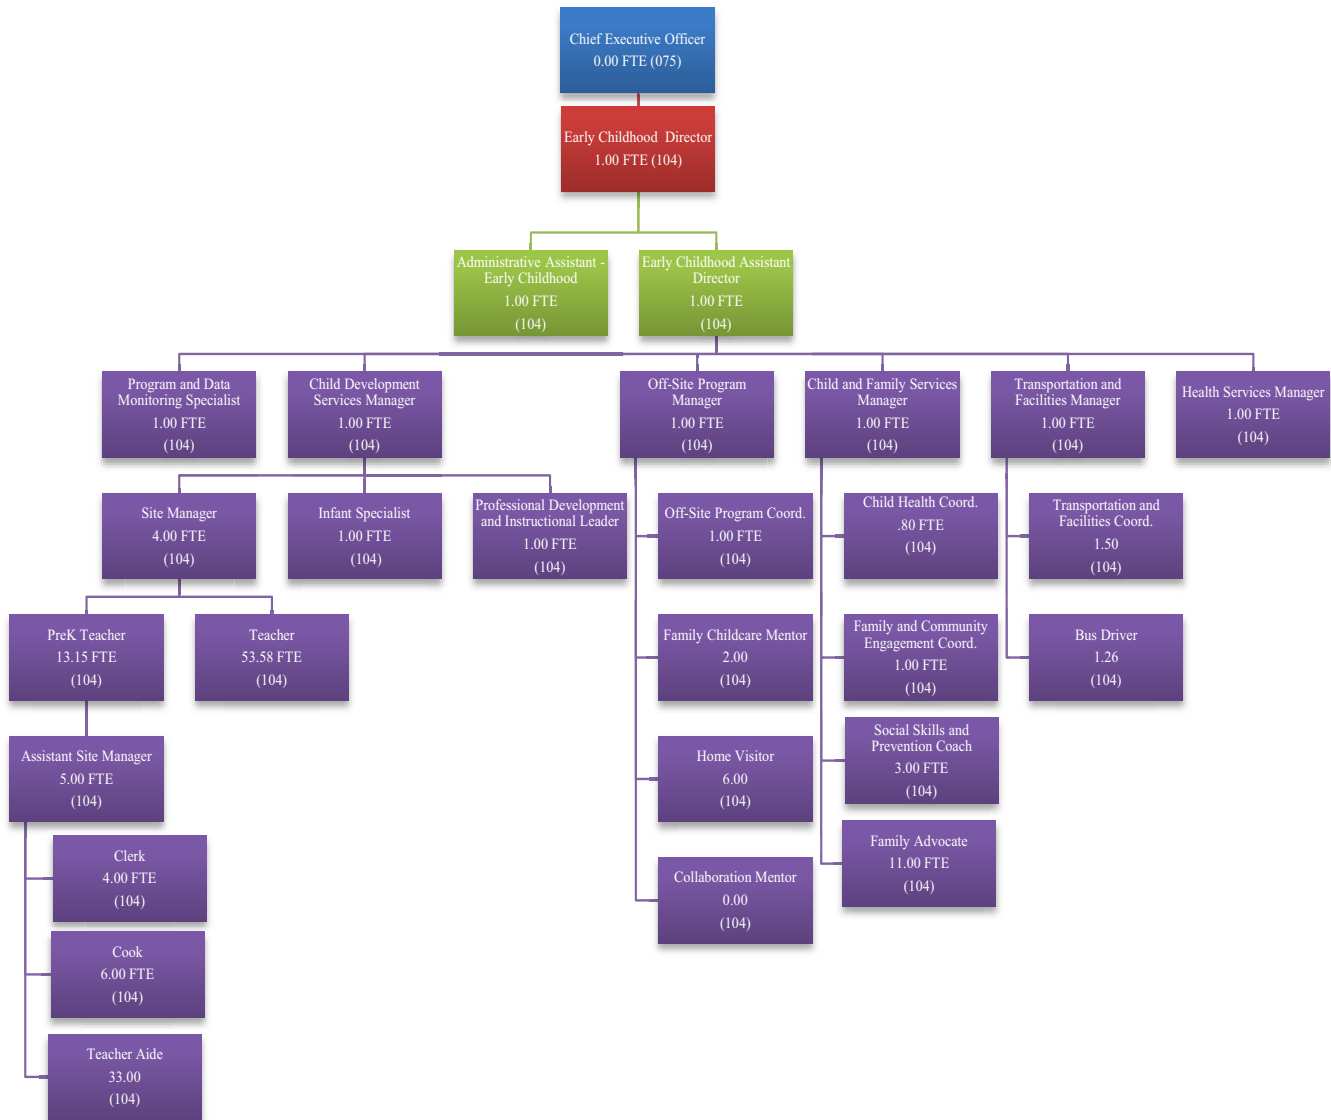 Chief Executive Officer
0.00 FTE (075)
Early Childhood  Director
1.00 FTE (104)
Administrative Assistant -
Early Childhood
1.00 FTE
(104)
Early Childhood Assistant
Director
1.00 FTE
(104)
Program and Data
Monitoring Specialist
1.00 FTE
(104)
Child Development
Services Manager
1.00 FTE
(104)
Off-Site Program
Manager
1.00 FTE
(104)
Child and Family Services
Manager
1.00 FTE
(104)
Transportation and
Facilities Manager
1.00 FTE
(104)
Health Services Manager
1.00 FTE
(104)
Site Manager
4.00 FTE
(104)
Infant Specialist
1.00 FTE
(104)
Professional Development
and Instructional Leader
1.00 FTE
(104)
Off-Site Program Coord.
1.00 FTE
(104)
Child Health Coord.
.80 FTE
(104)
Transportation and
Facilities Coord.
1.50
(104)
PreK Teacher
13.15 FTE
(104)
Teacher
53.58 FTE
(104)
Family Childcare Mentor
2.00
(104)
Family and Community
Engagement Coord.
1.00 FTE
(104)
Bus Driver
1.26
(104)
Assistant Site Manager
5.00 FTE
(104)
Home Visitor
6.00
(104)
Social Skills and
Prevention Coach
3.00 FTE
(104)
Clerk
4.00 FTE
(104)
Collaboration Mentor
0.00
(104)
Family Advocate
11.00 FTE
(104)
Cook
6.00 FTE
(104)
Teacher Aide
33.00
(104)